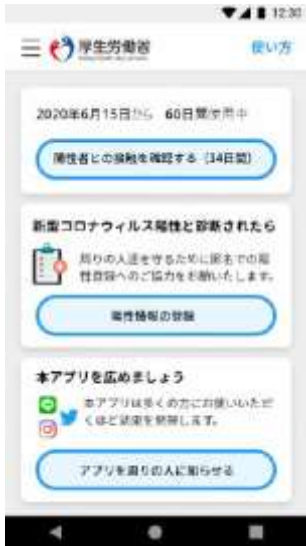 12:30
厚生労働省
使い方
2020年6月15日から 60日間使用中
陽性者との接触を確認する（14日間）
新型コロナウイルス陽性と診断されたら
周りの人達を守るために匿名での陽
性登録へのご協力をお願いいたします。
陽性情報の登録
本アプリを広めましょう
本アプリは多くの方にお使いいただ
くほど効果を発揮します。
アプリを周りの人に知らせる